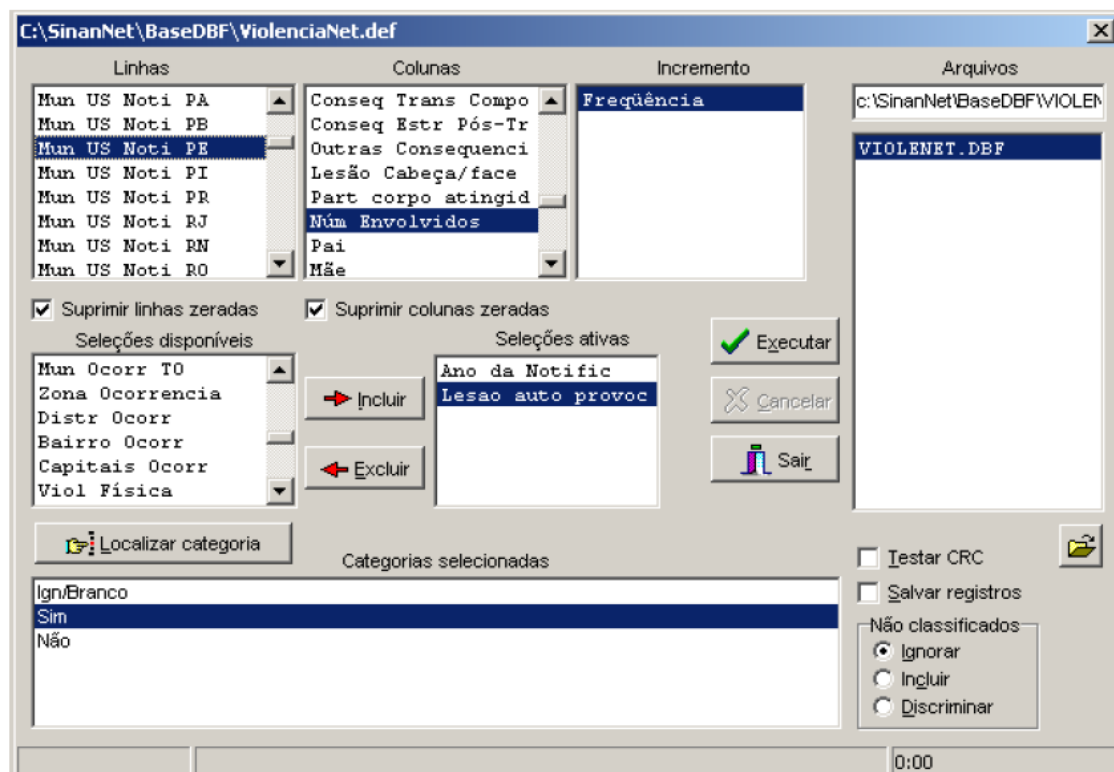 C:\SinanNet\BaseDBF\ViolenciaNet.def
Linhas
Mun US Noti PA
Mun US Noti PB
Mun US Noti PE
Mun US Noti PI
Mun US Noti PR
Mun US Noti RJ
Mun US Noti RN
Mun US Noti RO
Colunas
Conseq Trans Compo
Conseq Estr Pós-Tr
Outras Consequenci
Lesão Cabeça/face
Part corpo atingid
Núm Envolvidos
Pai
Mãe
Incremento
Freqüência
Arquivos
c:\SinanNet\BaseDBF\VIOLEN
VIOLENET.DBF
Suprimir linhas zeradas
Suprimir colunas zeradas
Seleções disponíveis
Mun Ocorr TO
Zona Ocorrencia
Distr Ocorr
Bairro Ocorr
Capitais Ocorr
Viol Física
Incluir
Excluir
Seleções ativas
Ano da Notific
Lesao auto provoc
Executar
Cancelar
Sair
Localizar categoria
Categorias selecionadas
Ign/Branco
Sim
Não
Testar CRC
Salvar registros
Não classificados
Ignorar
Incluir
Discriminar
0:00